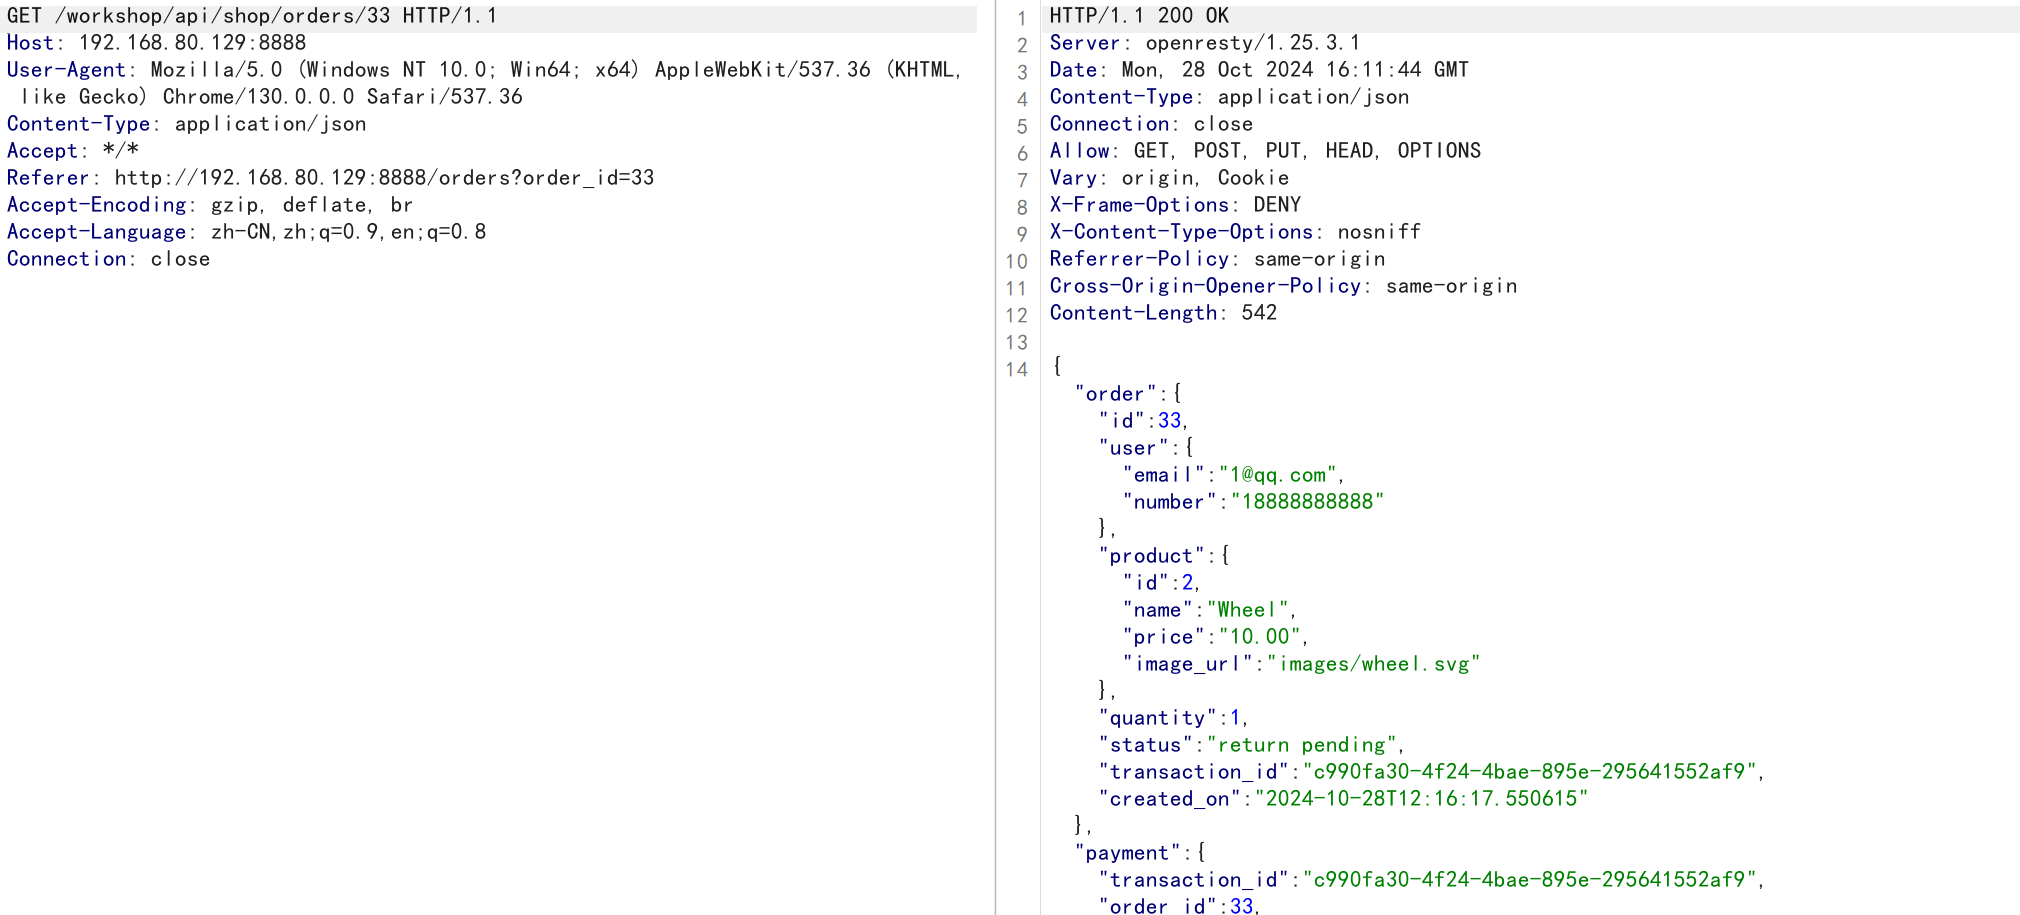 GET /workshop/api/shop/orders/33 HTTP/1.1
Host: 192.168.80.129:8888
User-Agent: Mozilla/5.0 (Windows NT 10.0; Win64; x64) AppleWebKit/537.36 (KHTML,
like Gecko) Chrome/130.0.0.0 Safari/537.36
Content-Type: application/json
Accept: */*
Referer: http://192.168.80.129:8888/orders?order_id=33
Accept-Encoding: gzip, deflate, br
Accept-Language: zh-CN,zh;q=0.9,en;q=0.8
Connection: close
1 HTTP/1.1 200 OK
2 Server: openresty/1.25.3.1
3 Date: Mon, 28 Oct 2024 16:11:44 GMT
4 Content-Type: application/json
5 Connection: close
6 Allow: GET, POST, PUT, HEAD, OPTIONS
7 Vary: origin, Cookie
8 X-Frame-Options: DENY
9 X-Content-Type-Options: nosniff
10 Referrer-Policy: same-origin
11 Cross-Origin-Opener-Policy: same-origin
12 Content-Length: 542
13
14 {
"order":{
"id":33,
"user":{
"email":"1@qq.com",
"number":"18888888888"
},
"product":{
"id":2,
"name":"Wheel",
"price":"10.00",
"image_url":"images/wheel.svg"
},
"quantity":1,
"status":"return pending",
"transaction_id":"c990fa30-4f24-4bae-895e-295641552af9",
"created_on":"2024-10-28T12:16:17.550615"
},
"payment":{
"transaction_id":"c990fa30-4f24-4bae-895e-295641552af9",
"order_id":33,